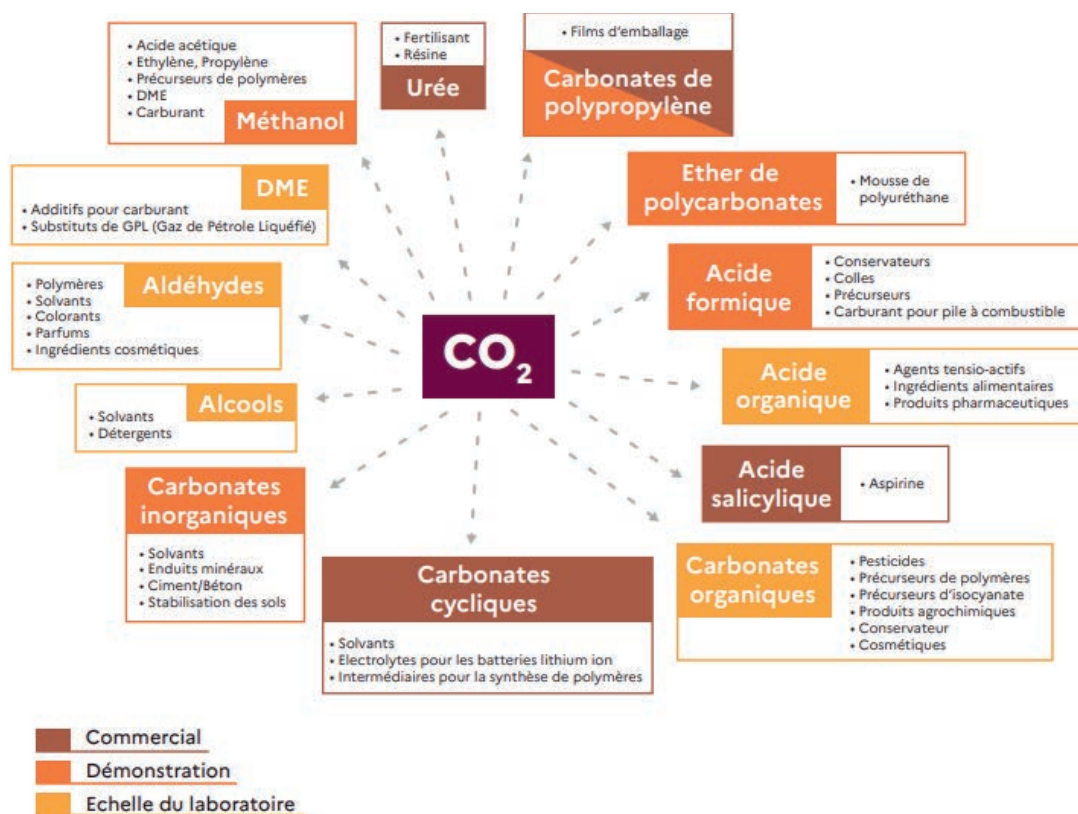 • Acide acétique
• Ethylène, Propylène
• Précurseurs de polymères
• DME
• Carburant
Méthanol
• Fertilisant
• Résine
Urée
• Films d'emballage
Carbonates de
polypropylène
DME
• Additifs pour carburant
• Substituts de GPL (Gaz de Pétrole Liquéfié)
Ether de
polycarbonates
• Mousse de
polyuréthane
• Polymères
• Solvants
• Colorants
• Parfums
• Ingrédients cosmétiques
Aldéhydes
Acide
formique
• Conservateurs
• Colles
• Précurseurs
• Carburant pour pile à combustible
CO2
Alcools
• Solvants
• Détergents
Acide
organique
• Agents tensio-actifs
• Ingrédients alimentaires
• Produits pharmaceutiques
Carbonates
inorganiques
• Solvants
• Enduits minéraux
• Ciment/Béton
• Stabilisation des sols
Acide
salicylique
• Aspirine
Carbonates
cycliques
• Solvants
• Electrolytes pour les batteries lithium ion
• Intermédiaires pour la synthèse de polymères
Carbonates
organiques
• Pesticides
• Précurseurs de polymères
• Précurseurs d'isocyanate
• Produits agrochimiques
• Conservateur
• Cosmétiques
Commercial
Démonstration
Echelle du laboratoire